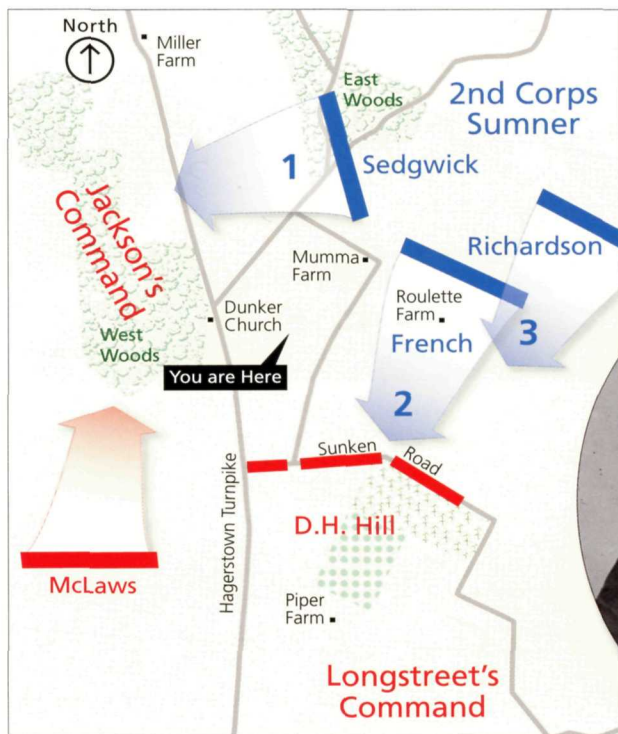 North
Miller
Farm
East
Woods
2nd Corps
Sumner
1
Sedgwick
Jackson's
Command
Mumma
Farm
Richardson
Dunker
Church
Roulette
Farm
3
West
Woods
French
You are Here
2
Sunken
Road
Hagerstown Turnpike
D.H. Hill
McLaws
Piper
Farm
Longstreet's
Command